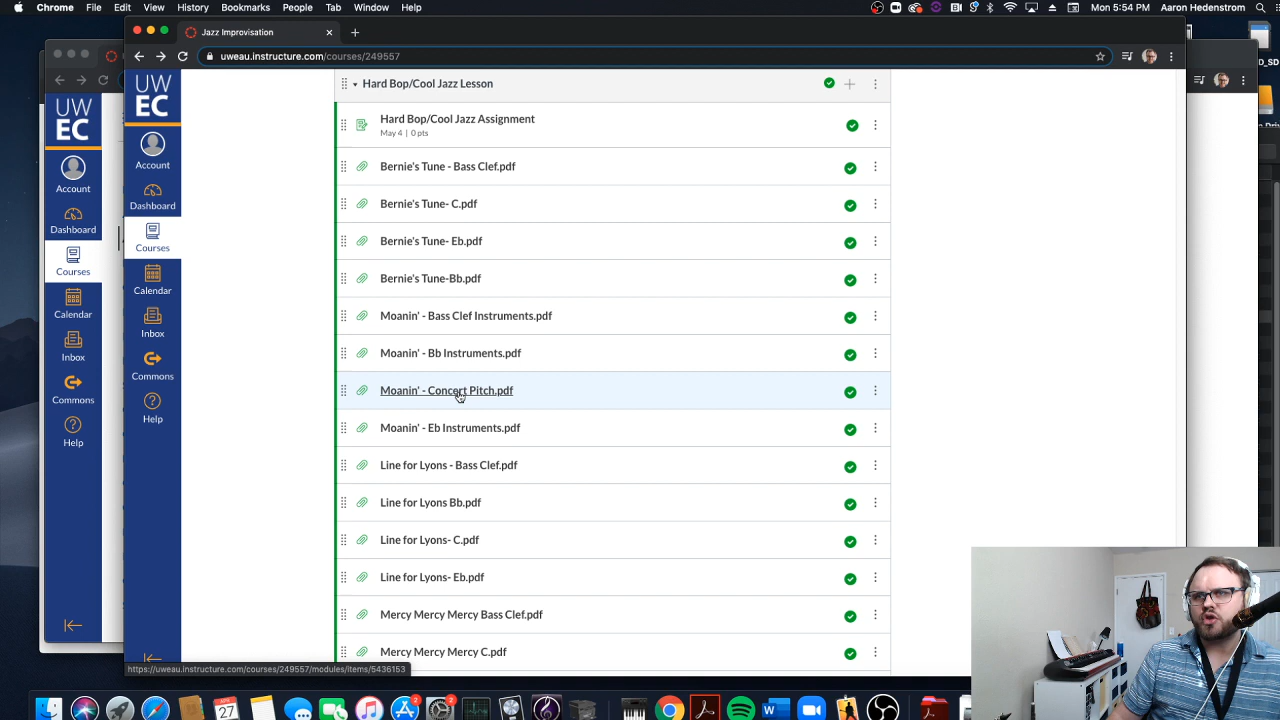 Chrome File Edit View History Bookmarks People Tab Window Help
Mon 5:54 PM Aaron Hedenstrom
Jazz Improvisation
uweau.instructure.com/courses/249557
UW
EC
Account
Dashboard
Courses
Calendar
Inbox
Commons
Help
UW
EC
Account
Dashboard
Courses
Calendar
Inbox
Commons
Help
Hard Bop/Cool Jazz Lesson
Hard Bop/Cool Jazz Assignment
May 4 | 0 pts
Bernie's Tune - Bass Clef.pdf
Bernie's Tune- C.pdf
Bernie's Tune- Eb.pdf
Bernie's Tune-Bb.pdf
Moanin' - Bass Clef Instruments.pdf
Moanin' - Bb Instruments.pdf
Moanin' - Concert Pitch.pdf
Moanin' - Eb Instruments.pdf
Line for Lyons - Bass Clef.pdf
Line for Lyons Bb.pdf
Line for Lyons- C.pdf
Line for Lyons- Eb.pdf
Mercy Mercy Mercy Bass Clef.pdf
Mercy Mercy Mercy C.pdf
https://uweau.instructure.com/courses/249557/modules/items/5436153
27
2